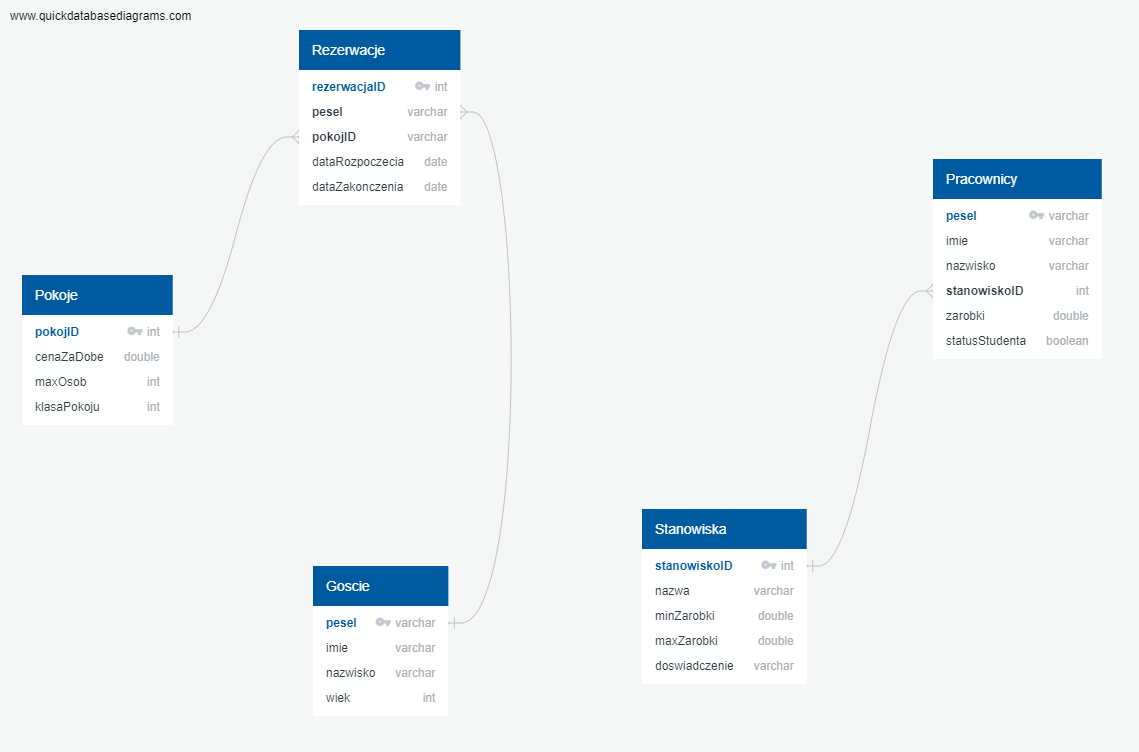 www.quickdatabasediagrams.com
Rezerwacje
rezerwacjaID int
pesel varchar
pokojID varchar
dataRozpoczecia date
dataZakonczenia date
Pokoje
pokojID int
cenaZaDobe double
maxOsob int
klasaPokoju int
Goscie
pesel varchar
imie varchar
nazwisko varchar
wiek int
Stanowiska
stanowiskoID int
nazwa varchar
minZarobki double
maxZarobki double
doswiadczenie varchar
Pracownicy
pesel varchar
imie varchar
nazwisko varchar
stanowiskoID int
zarobki double
statusStudenta boolean